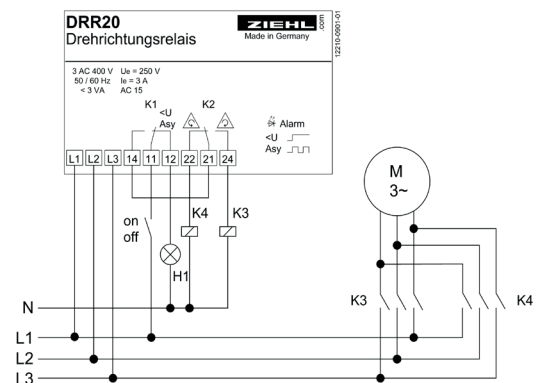 DRR20
Drehrichtungsrelais
ZIEHL
.com
Made in Germany
12210-0901-01
3 AC 400 V Ue = 250 V
50 / 60 Hz Ie = 3 A
< 3 VA AC 15
K1 K2
<U
Asy
Alarm
<U
Asy
L1 L2 L3 14 11 12 22 21 24
on
off
K4 K3
H1
M
3~
K3 K4
N
L1
L2
L3